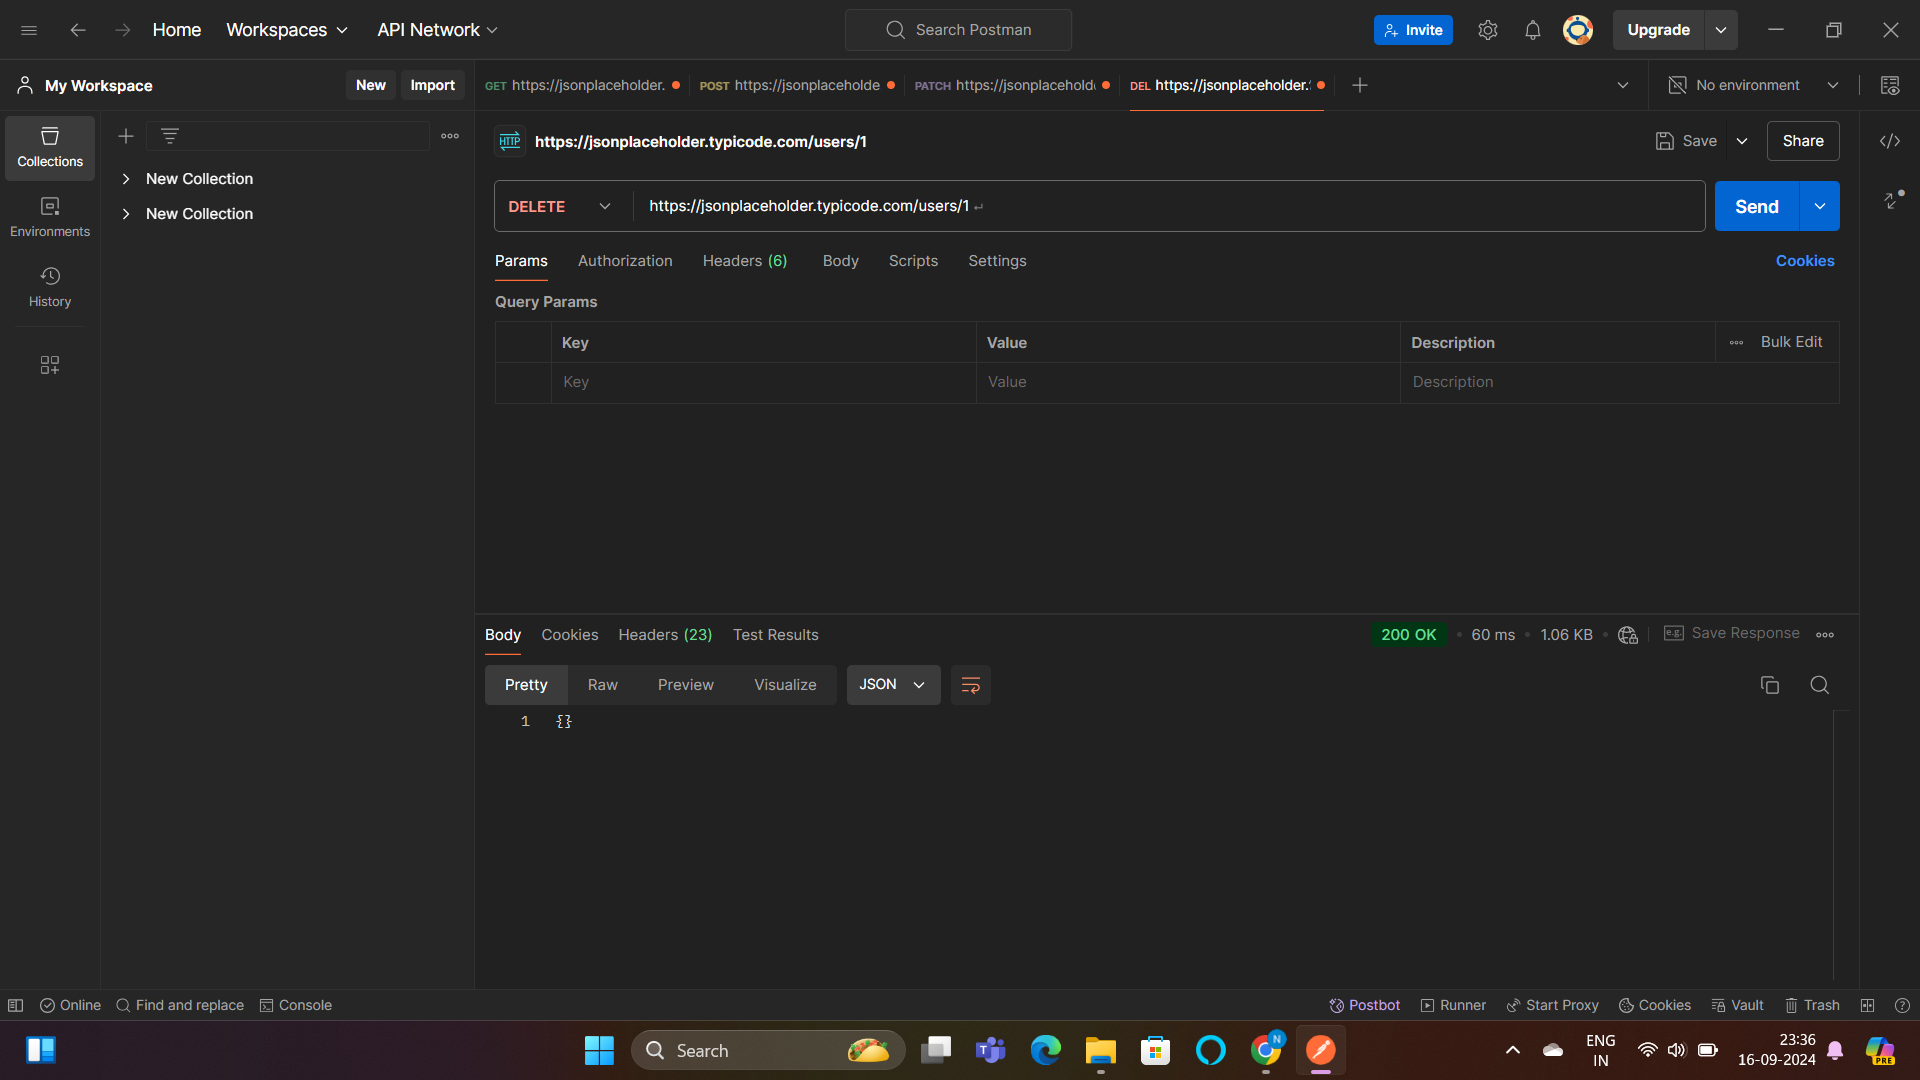 Home Workspaces API Network Search Postman Invite Upgrade
My Workspace New Import GET https://jsonplaceholder. POST https://jsonplaceholde PATCH https://jsonplacehold DEL https://jsonplaceholder. No environment
Collections
Environments
History
New Collection
New Collection
HTTP https://jsonplaceholder.typicode.com/users/1 Save Share
DELETE https://jsonplaceholder.typicode.com/users/1 Send
Params Authorization Headers (6) Body Scripts Settings Cookies
Query Params
Key Value Description Bulk Edit
Key Value Description
Body Cookies Headers (23) Test Results 200 OK 60 ms 1.06 KB e.g. Save Response
Pretty Raw Preview Visualize JSON
1 {}
Online Find and replace Console Postbot Runner Start Proxy Cookies Vault Trash
Search N ENG 23:36
IN 16-09-2024 PRE